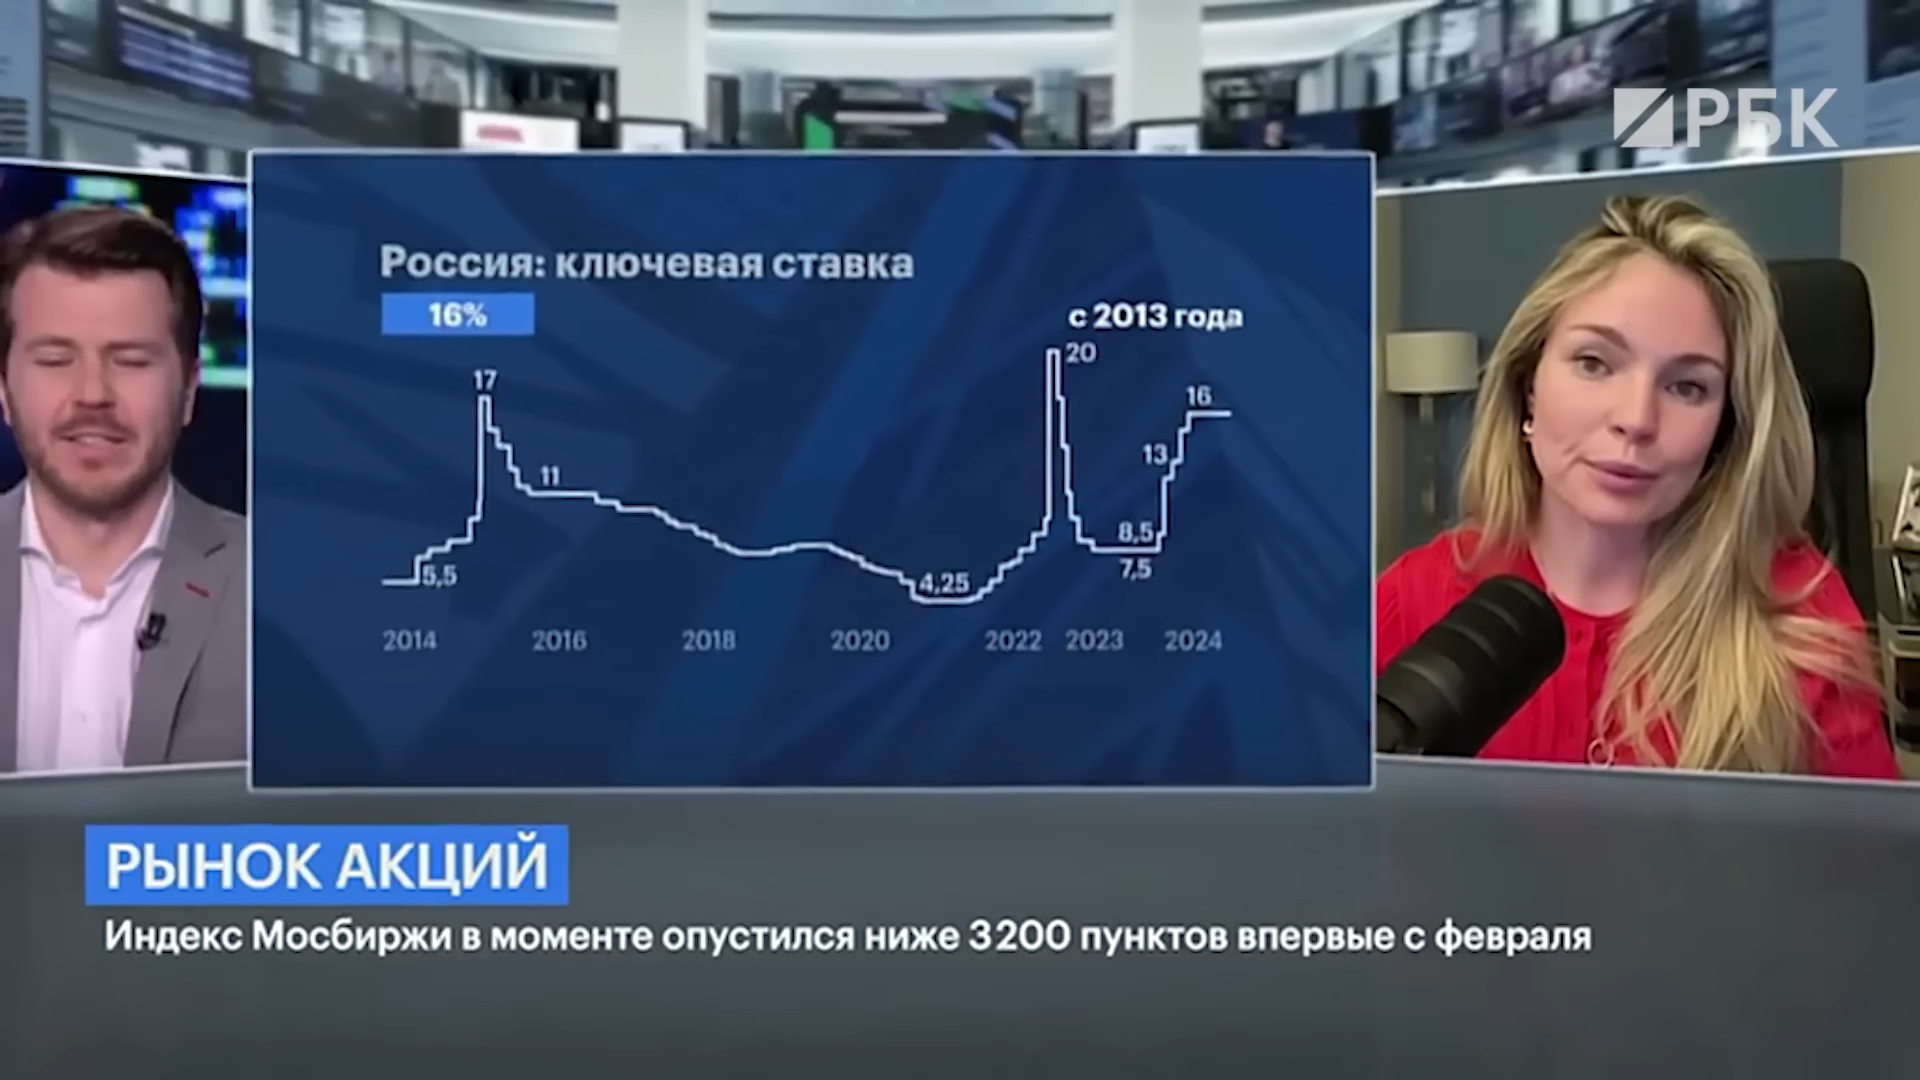 РБК
Россия: ключевая ставка
16%
с 2013 года
20
17
16
13
11
8,5
7,5
5,5
4,25
2014 2016 2018 2020 2022 2023 2024
РЫНОК АКЦИЙ
Индекс Мосбиржи в моменте опустился ниже 3200 пунктов впервые с февраля